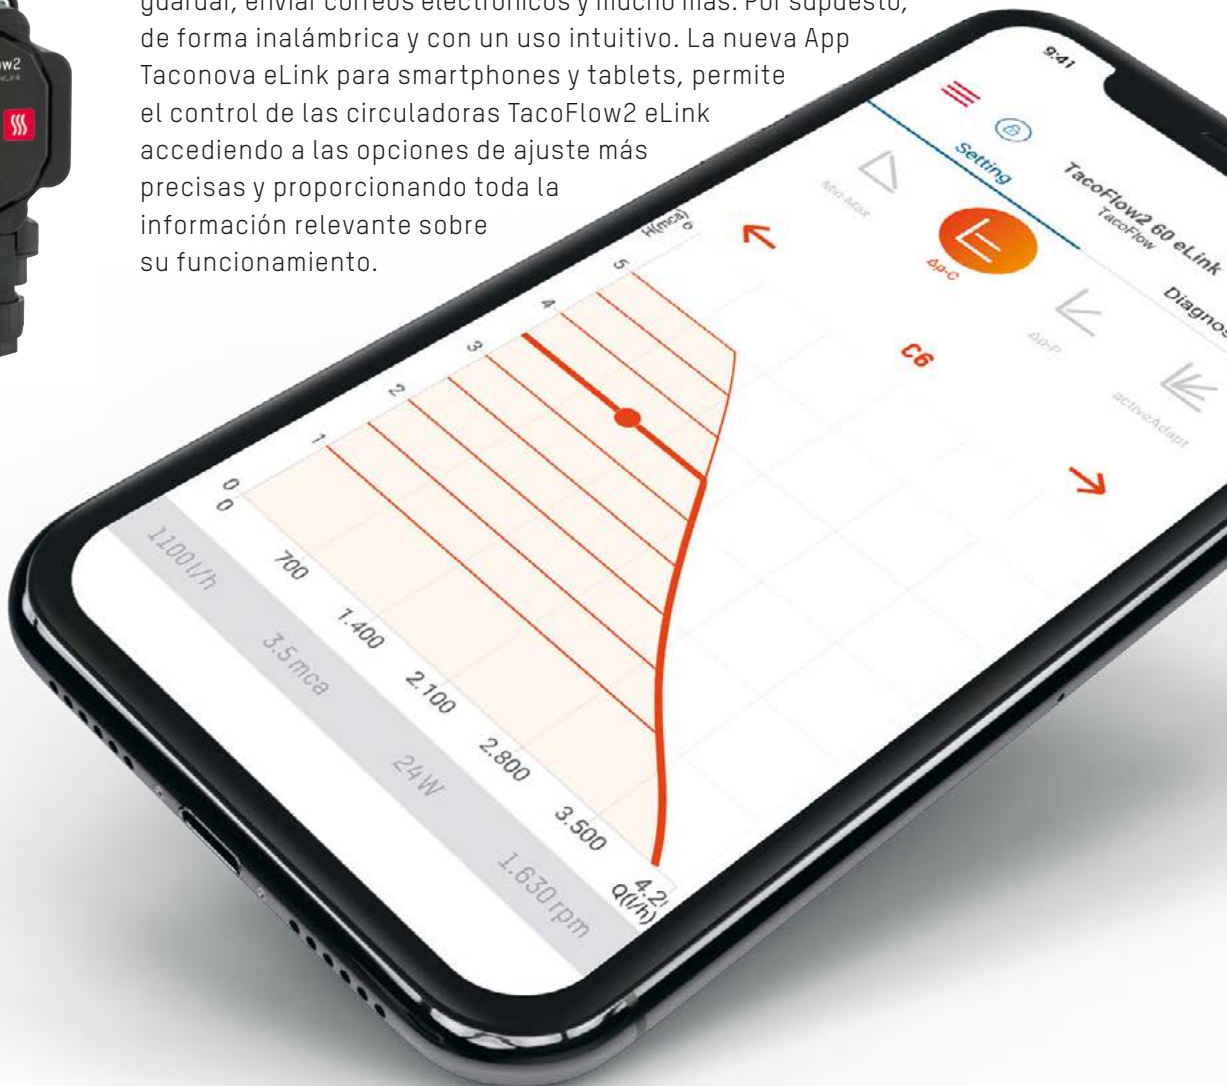 guardar, enviar correos electrónicos y mucho más. Por supuesto,
de forma inalámbrica y con un uso intuitivo. La nueva App
Taconova eLink para smartphones y tablets, permite
el control de las circuladoras TacoFlow2 eLink
accediendo a las opciones de ajuste más
precisas y proporcionando toda la
información relevante sobre
su funcionamiento.
9:41
TacoFlow2 60 eLink
TacoFlow
Setting
Min-Max
Δp-C
Δp-P
activeAdapt
C6
H(mca)
6
5
4
3
2
1
0
0
700
1.400
2.100
2.800
3.500
Q(l/h)
1100 l/h
3.5 mca
24 W
1.630 rpm